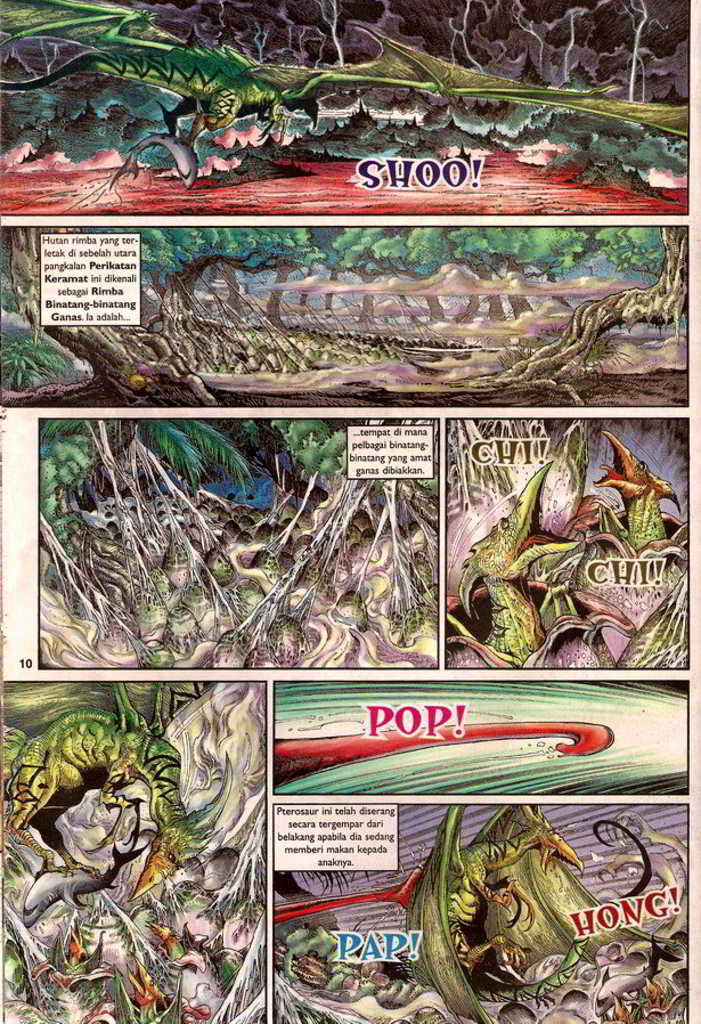 SHOO!
Hutan rimba yang ter-
letak di sebelah utara
pangkalan Perikatan
Keramat ini dikenali
sebagai Rimba
Binatang-binatang
Ganas. Ia adalah...
...tempat di mana
pelbagai binatang-
binatang yang amat
ganas dibiakkan.
CHI!
CHI!
10
POP!
Pterosaur ini telah diserang
secara tergempar dari
belakang apabila dia sedang
memberi makan kepada
anaknya.
PAP!
HONG!